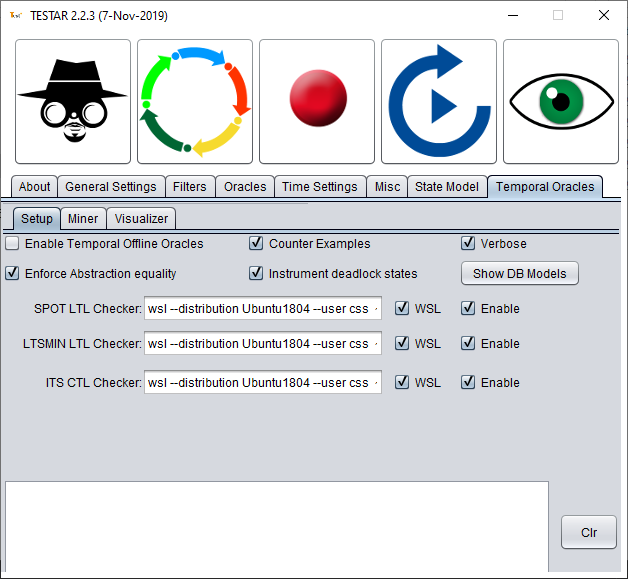 Test TESTAR 2.2.3 (7-Nov-2019)
About General Settings Filters Oracles Time Settings Misc State Model Temporal Oracles
Setup Miner Visualizer
Enable Temporal Offline Oracles Counter Examples Verbose
Enforce Abstraction equality Instrument deadlock states Show DB Models
SPOT LTL Checker: wsl --distribution Ubuntu1804 --user css WSL Enable
LTSMIN LTL Checker: wsl --distribution Ubuntu1804 --user css WSL Enable
ITS CTL Checker: wsl --distribution Ubuntu1804 --user css WSL Enable
Clr